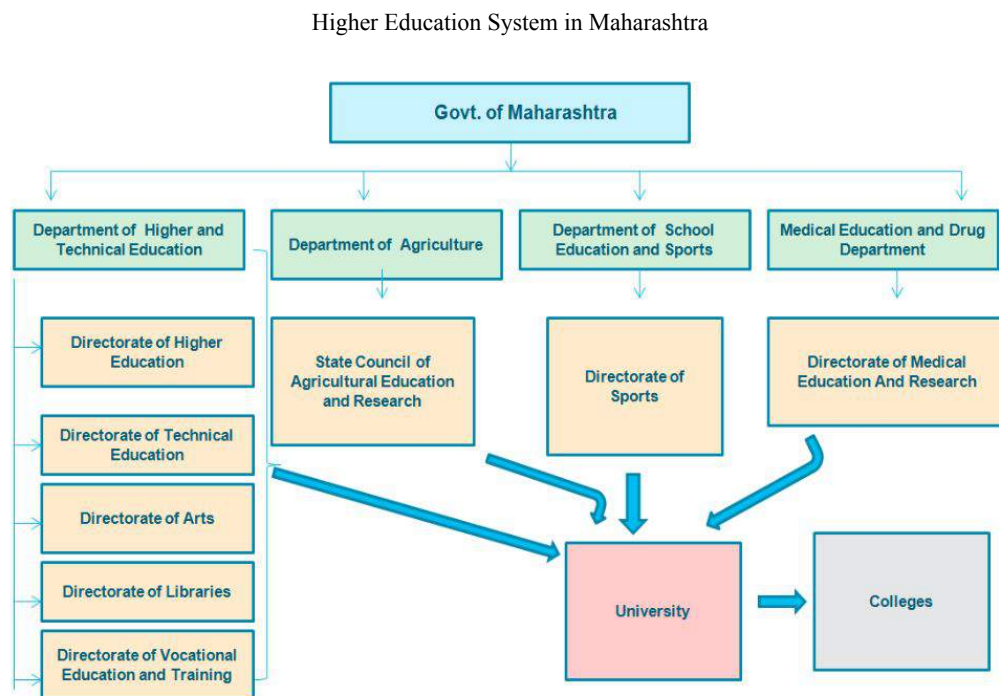 Higher Education System in Maharashtra
Govt. of Maharashtra
Department of Higher and
Technical Education
Department of Agriculture
Department of School
Education and Sports
Medical Education and Drug
Department
Directorate of Higher
Education
State Council of
Agricultural Education
and Research
Directorate of
Sports
Directorate of Medical
Education And Research
Directorate of Technical
Education
Directorate of Arts
Directorate of Libraries
Directorate of Vocational
Education and Training
University
Colleges